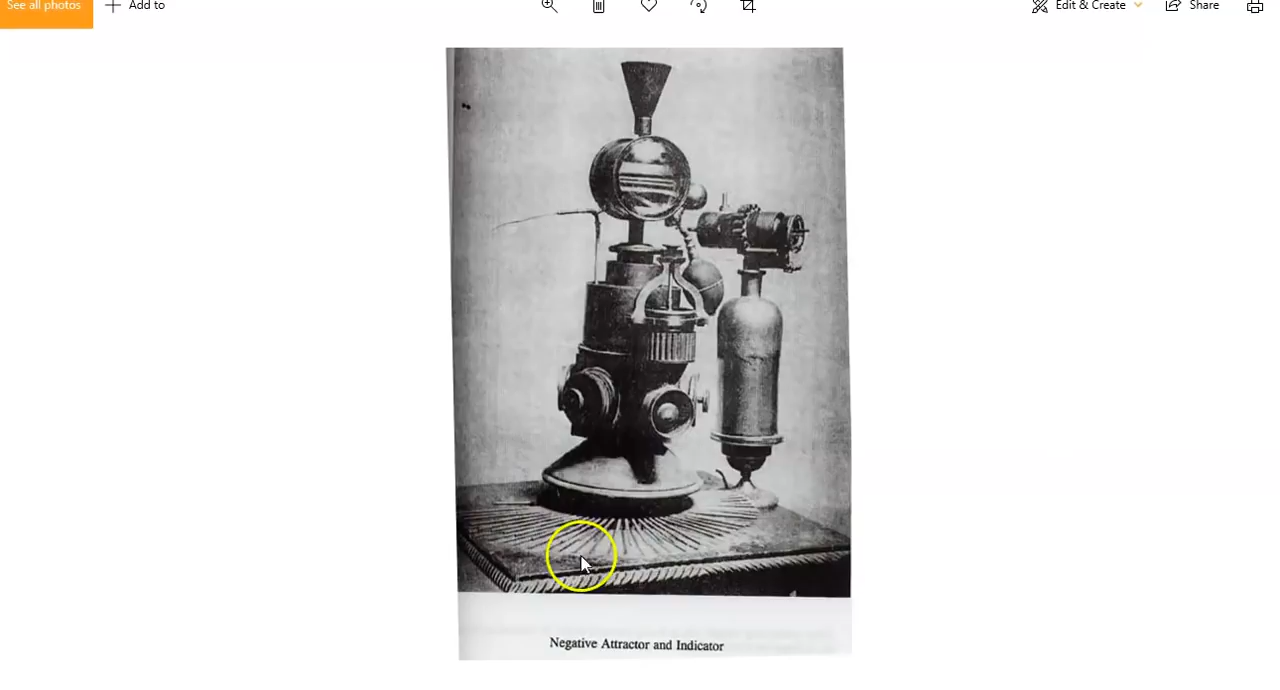 See all photos
Add to
Edit & Create
Share
Negative Attractor and Indicator